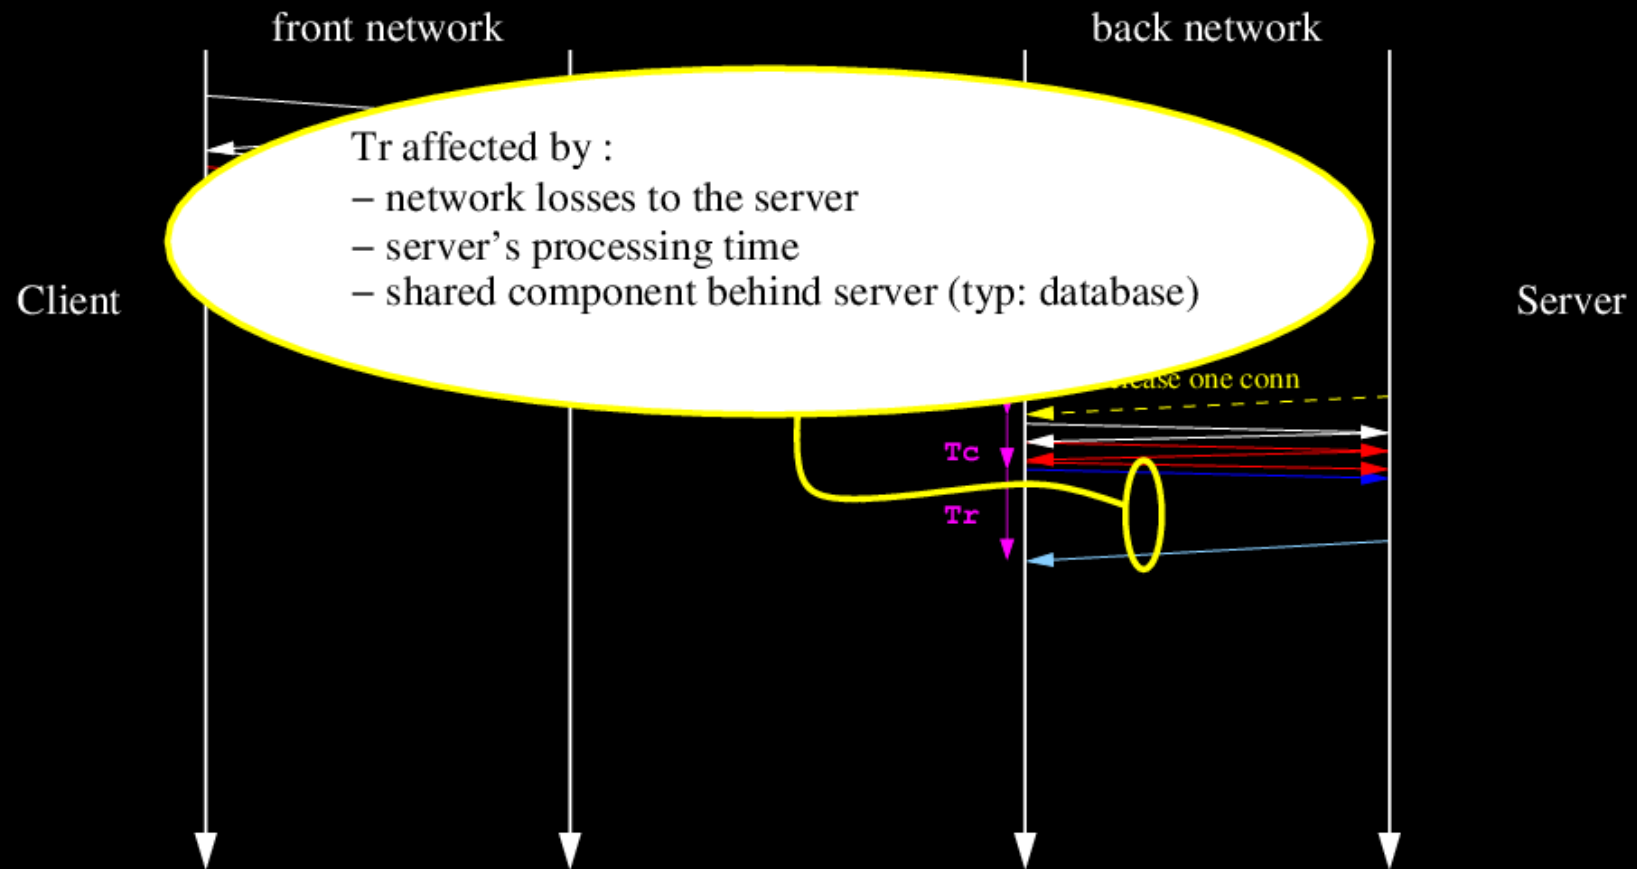 front network
back network
Tr affected by :
– network losses to the server
– server's processing time
– shared component behind server (typ: database)
Client
Server
one conn
Tc
Tr